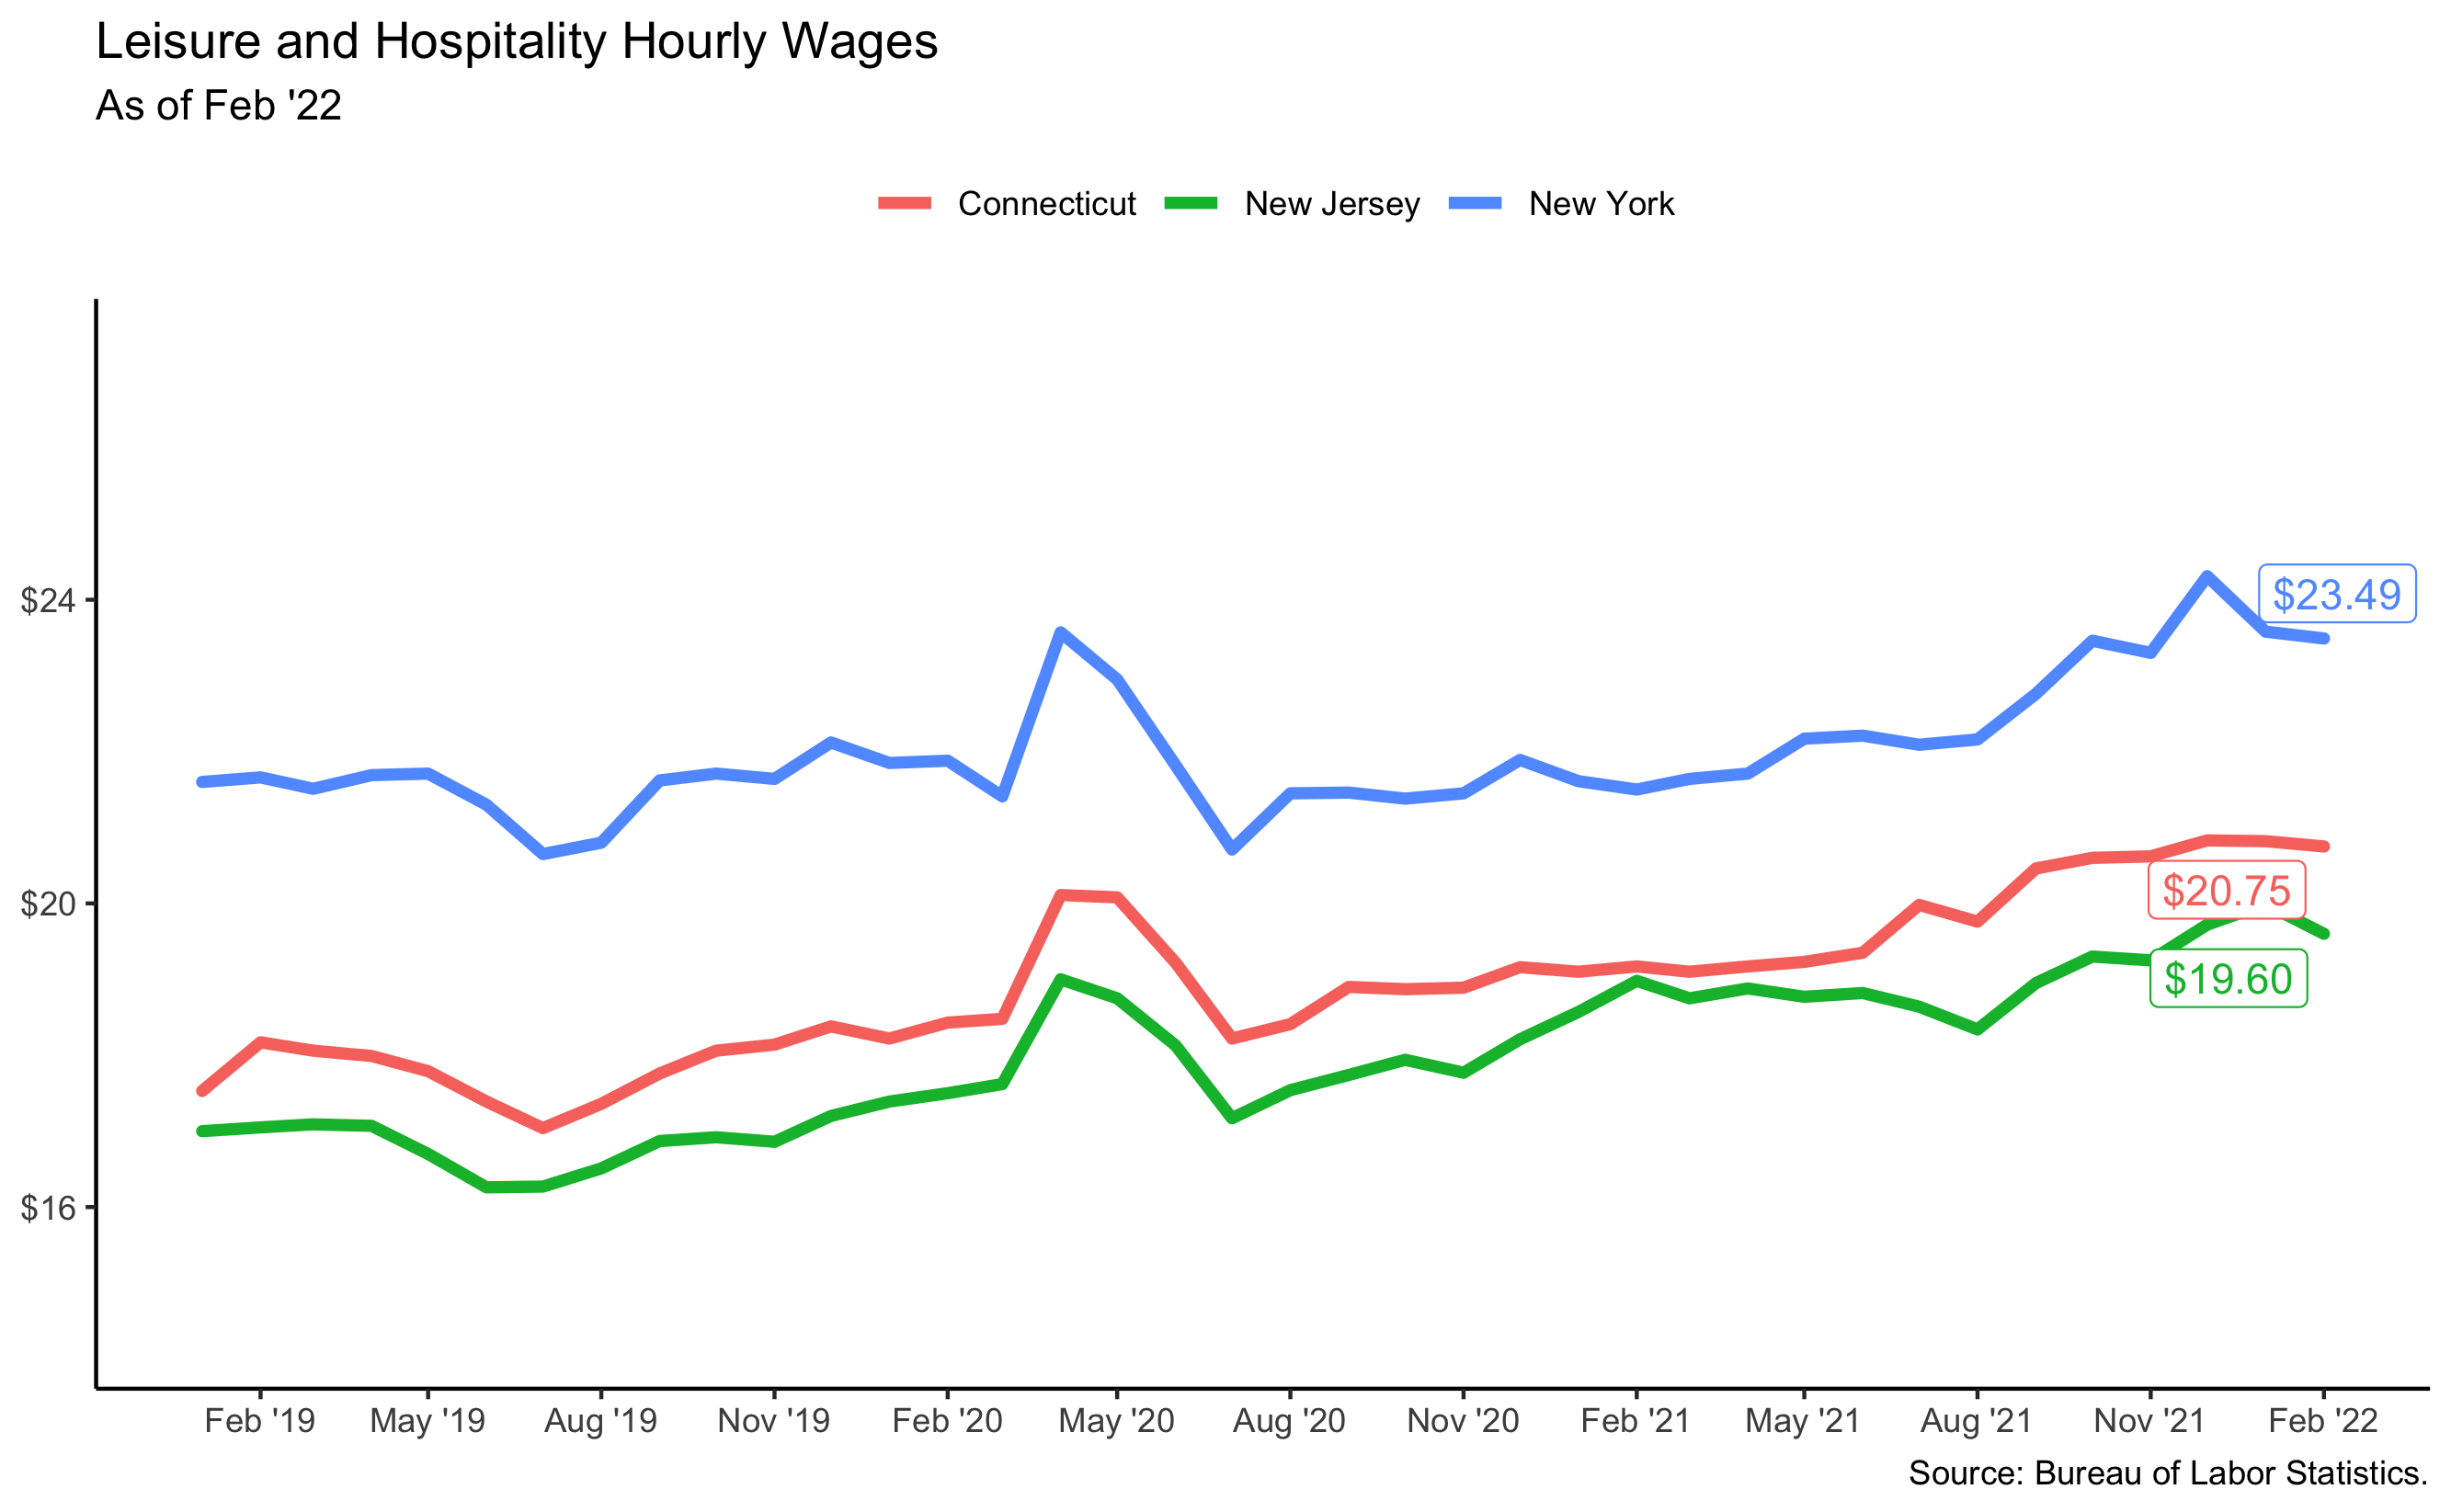 Leisure and Hospitality Hourly Wages
As of Feb '22
Connecticut New Jersey New York
$24
$20
$16
$23.49
$20.75
$19.60
Feb '19 May '19 Aug '19 Nov '19 Feb '20 May '20 Aug '20 Nov '20 Feb '21 May '21 Aug '21 Nov '21 Feb '22
Source: Bureau of Labor Statistics.